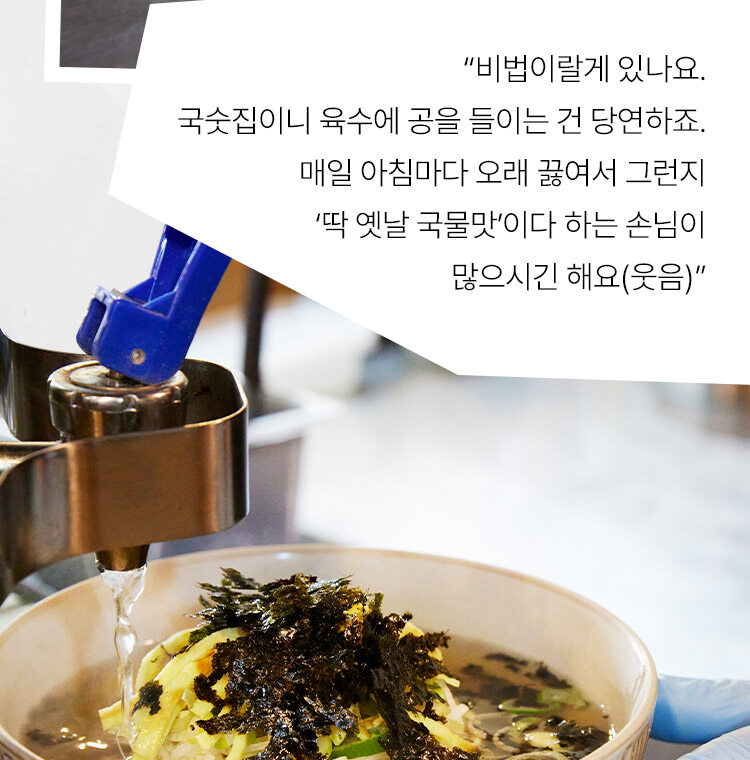 “비법이랄게 있나요.
국숫집이니 육수에 공을 들이는 건 당연하죠.
매일 아침마다 오래 끓여서 그런지
‘딱 옛날 국물맛’이다 하는 손님이
많으시긴 해요(웃음)”